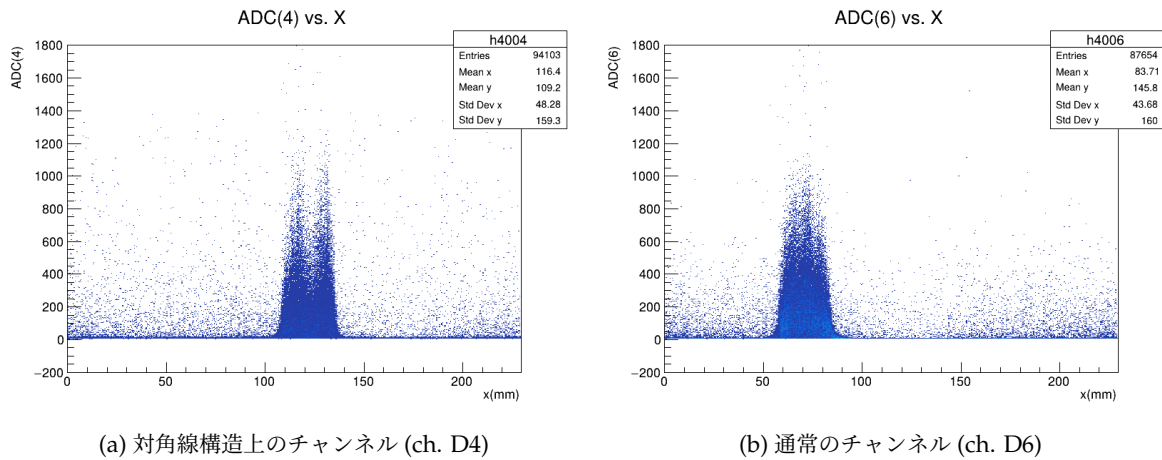 ADC(4) vs. X
h4004
Entries 94103
Mean x 116.4
Mean y 109.2
Std Dev x 48.28
Std Dev y 159.3
ADC(4)
1800
1600
1400
1200
1000
800
600
400
200
0
−200
0 50 100 150 200
x(mm)
(a) 対角線構造上のチャンネル (ch. D4)
ADC(6) vs. X
h4006
Entries 87654
Mean x 83.71
Mean y 145.8
Std Dev x 43.68
Std Dev y 160
ADC(6)
1800
1600
1400
1200
1000
800
600
400
200
0
−200
0 50 100 150 200
x(mm)
(b) 通常のチャンネル (ch. D6)